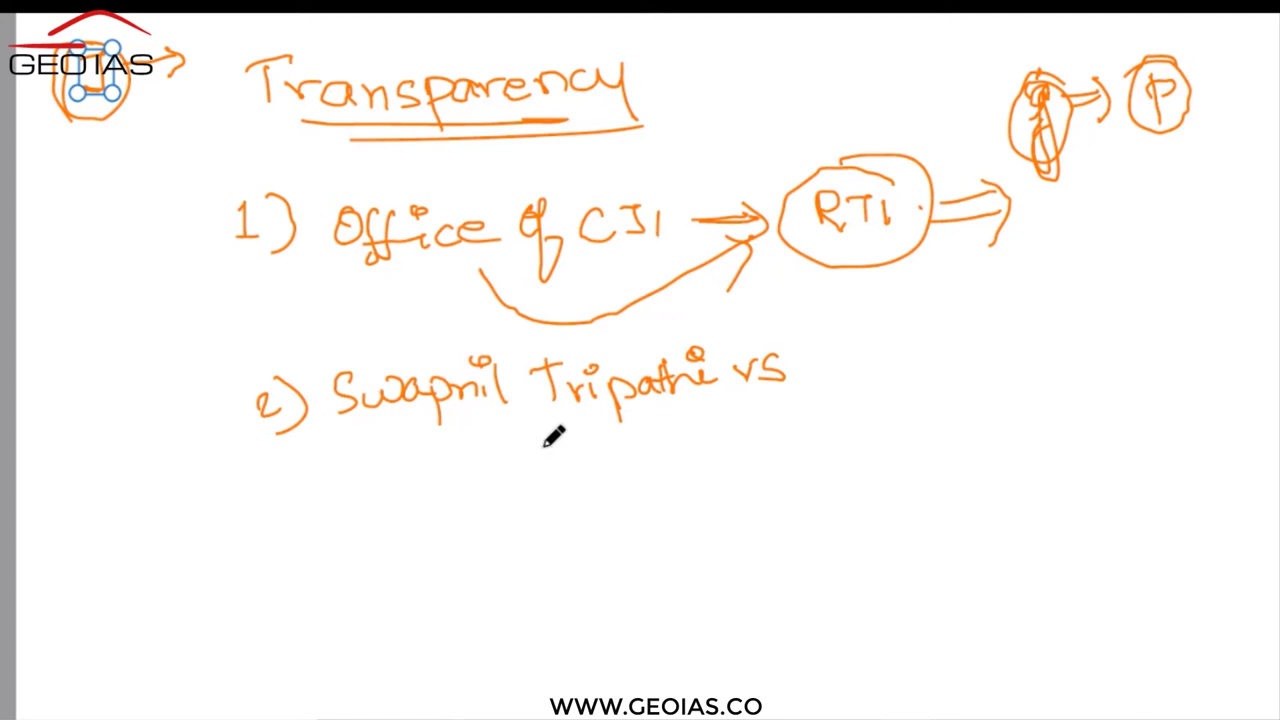 GEOIAS
Transparency
P
1) Office of CJI → RTI
2) Swapnil Tripathi vs
WWW.GEOIAS.CO